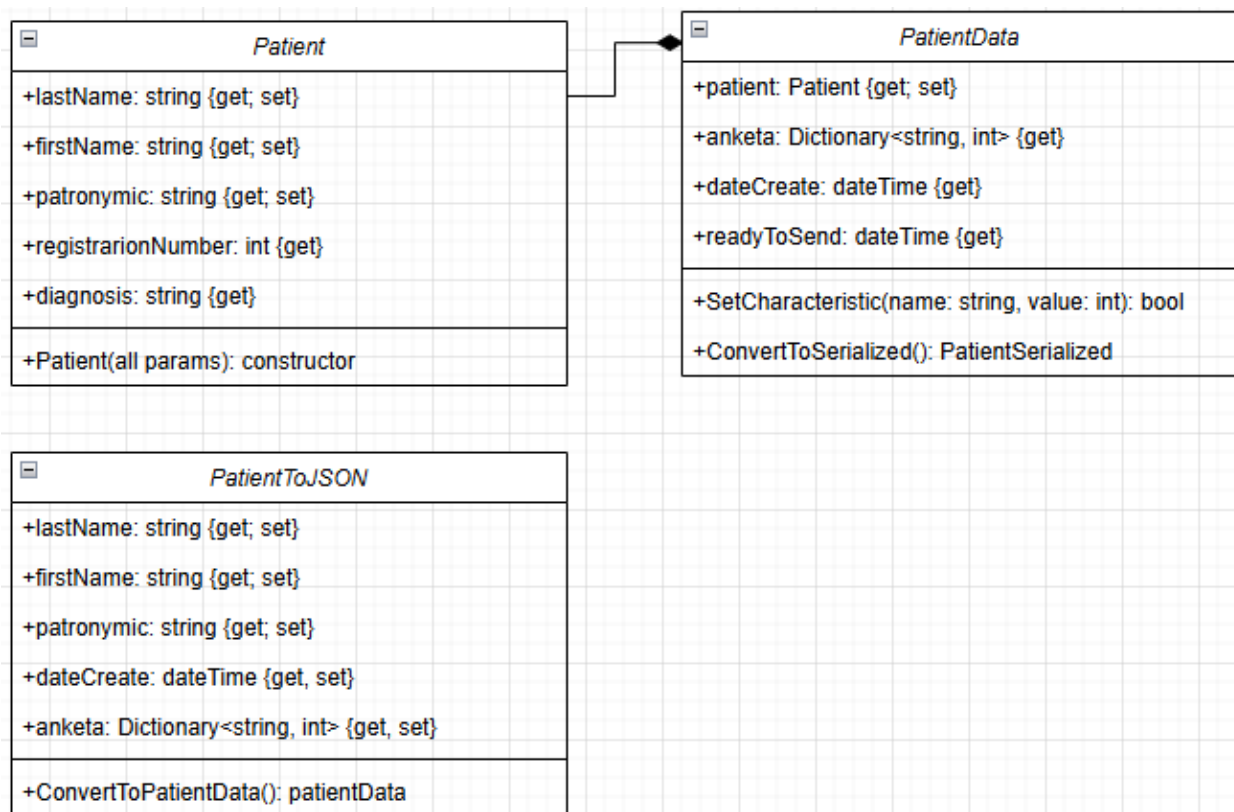 Patient
+lastName: string {get; set}
+firstName: string {get; set}
+patronymic: string {get; set}
+registrarionNumber: int {get}
+diagnosis: string {get}
+Patient(all params): constructor
PatientData
+patient: Patient {get; set}
+anketa: Dictionary<string, int> {get}
+dateCreate: dateTime {get}
+readyToSend: dateTime {get}
+SetCharacteristic(name: string, value: int): bool
+ConvertToSerialized(): PatientSerialized
PatientToJSON
+lastName: string {get; set}
+firstName: string {get; set}
+patronymic: string {get; set}
+dateCreate: dateTime {get, set}
+anketa: Dictionary<string, int> {get, set}
+ConvertToPatientData(): patientData